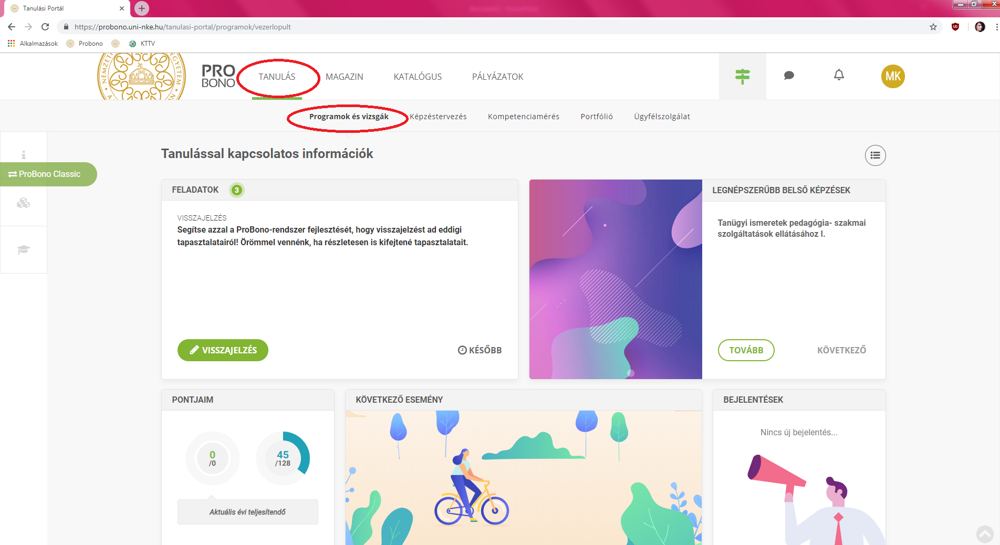 Tanulási Portál
https://probono.uni-nke.hu/tanulasi-portal/programok/vezerlopult
Alkalmazások Probono KTTV
NEMZETI
EGYETEM
PRO
BONO
TANULÁS MAGAZIN KATALÓGUS PÁLYÁZATOK
MK
Programok és vizsgák Képzéstervezés Kompetenciamérés Portfólió Ügyfélszolgálat
ProBono Classic
Tanulással kapcsolatos információk
FELADATOK 3
VISSZAJELZÉS
Segítse azzal a ProBono-rendszer fejlesztését, hogy visszajelzést ad eddigi
tapasztalatairól! Örömmel vennénk, ha részletesen is kifejtené tapasztalatait.
VISSZAJELZÉS KÉSŐBB
LEGNÉPSZERŰBB BELSŐ KÉPZÉSEK
Tanügyi ismeretek pedagógia- szakmai
szolgáltatások ellátásához I.
TOVÁBB KÖVETKEZŐ
PONTJAIM
0
/0
45
/128
Aktuális évi teljesítendő
KÖVETKEZŐ ESEMÉNY
BEJELENTÉSEK
Nincs új bejelentés...